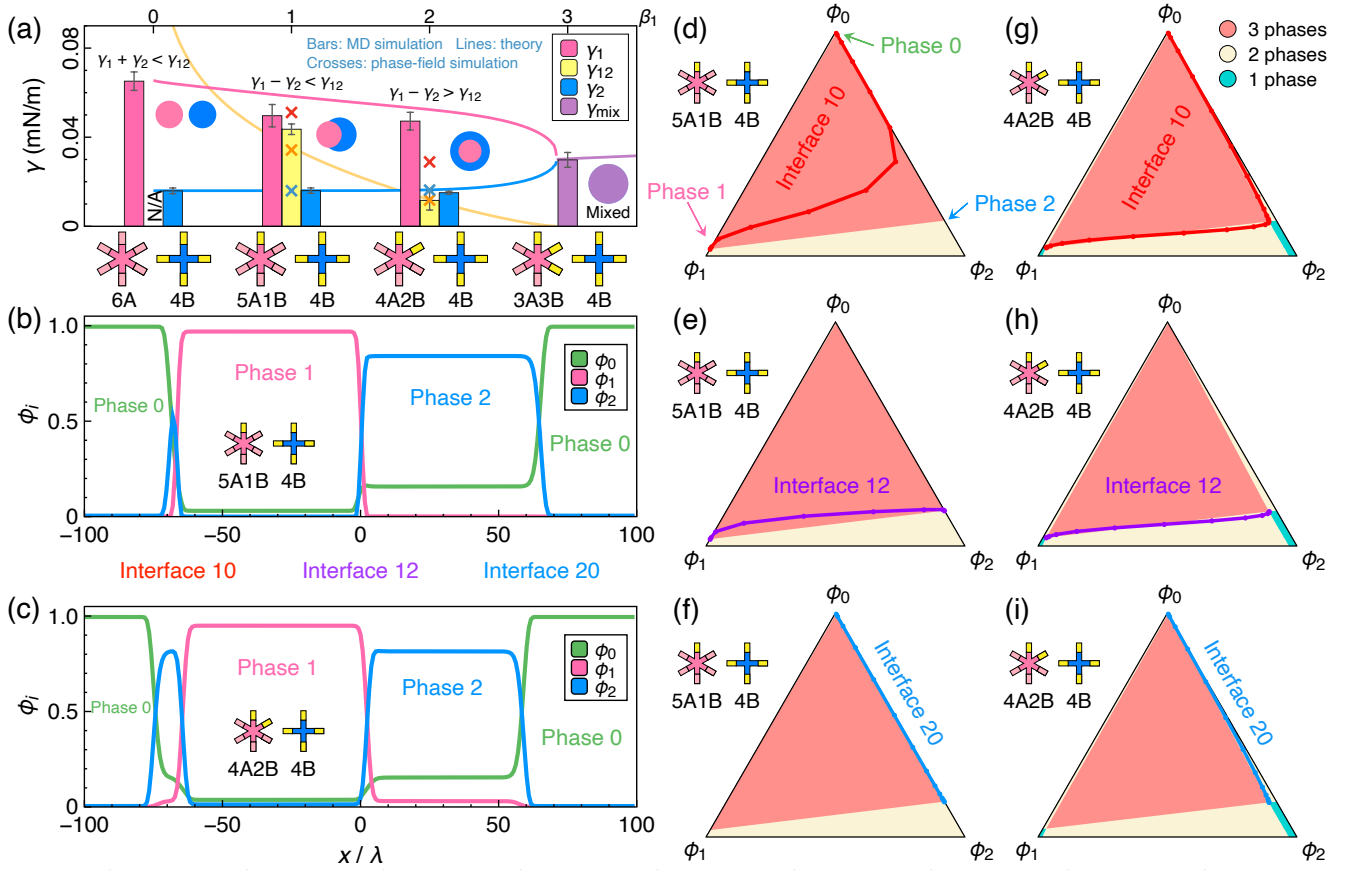 (a)
0 1 2 3 β1
γ (mN/m)
0.08
0.04
0
Bars: MD simulation Lines: theory
Crosses: phase-field simulation
γ1 + γ2 < γ12
γ1 − γ2 < γ12
γ1 − γ2 > γ12
γ1
γ12
γ2
γmix
N/A
Mixed
6A 4B 5A1B 4B 4A2B 4B 3A3B 4B
(b)
ϕi
1.0
0.5
0
Phase 0
Phase 1
Phase 2
Phase 0
ϕ0
ϕ1
ϕ2
5A1B 4B
−100 −50 0 50 100
Interface 10 Interface 12 Interface 20
(c)
ϕi
1.0
0.5
0
Phase 0
Phase 1
Phase 2
Phase 0
ϕ0
ϕ1
ϕ2
4A2B 4B
−100 −50 0 50 100
x / λ
(d)
ϕ0
Phase 0
5A1B 4B
Interface 10
Phase 1
Phase 2
ϕ1 ϕ2
(g)
ϕ0
3 phases
2 phases
1 phase
4A2B 4B
Interface 10
ϕ1 ϕ2
(e)
ϕ0
5A1B 4B
Interface 12
ϕ1 ϕ2
(h)
ϕ0
4A2B 4B
Interface 12
ϕ1 ϕ2
(f)
ϕ0
5A1B 4B
Interface 20
ϕ1 ϕ2
(i)
ϕ0
4A2B 4B
Interface 20
ϕ1 ϕ2